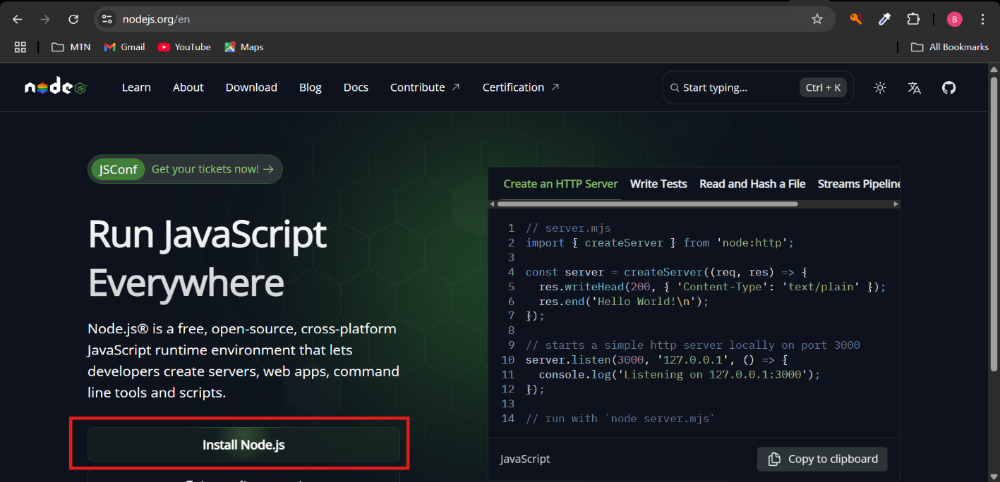 nodejs.org/en
B
MTN
Gmail
YouTube
Maps
All Bookmarks
node JS
Learn
About
Download
Blog
Docs
Contribute ↗
Certification ↗
Start typing...
Ctrl + K
JSConf
Get your tickets now! →
Run JavaScript
Everywhere
Node.js® is a free, open-source, cross-platform
JavaScript runtime environment that lets
developers create servers, web apps, command
line tools and scripts.
Install Node.js
Create an HTTP Server
Write Tests
Read and Hash a File
Streams Pipeline
1 // server.mjs
2 import { createServer } from 'node:http';
3
4 const server = createServer((req, res) => {
5 res.writeHead(200, { 'Content-Type': 'text/plain' });
6 res.end('Hello World!\n');
7 });
8
9 // starts a simple http server locally on port 3000
10 server.listen(3000, '127.0.0.1', () => {
11 console.log('Listening on 127.0.0.1:3000');
12 });
13
14 // run with `node server.mjs`
JavaScript
Copy to clipboard